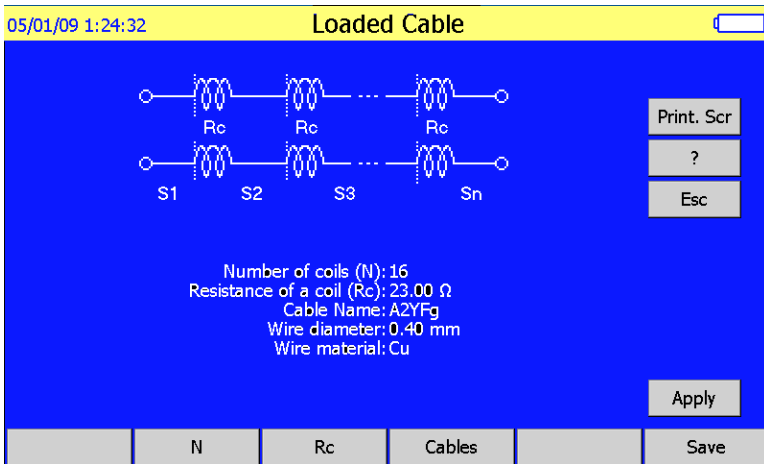 05/01/09 1:24:32 Loaded Cable
Rc Rc Rc
S1 S2 S3 Sn
Print. Scr
?
Esc
Number of coils (N): 16
Resistance of a coil (Rc): 23.00 Ω
Cable Name: A2YFg
Wire diameter: 0.40 mm
Wire material: Cu
Apply
N Rc Cables Save